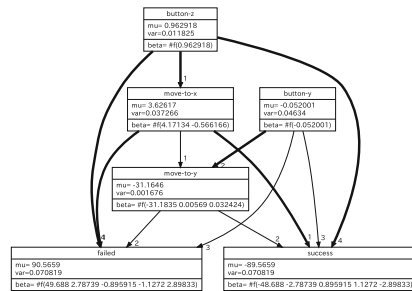 button-z
mu= 0.962918
var=0.011825
beta= #f(0.962918)
1
move-to-x
mu= 3.62617
var=0.037266
beta= #f(4.17134 -0.566166)
button-y
mu= -0.052001
var=0.04634
beta= #f(-0.052001)
1
2
move-to-y
mu= -31.1646
var=0.001676
beta= #f(-31.1835 0.00569 0.032424)
4
2
3
2
1
3
4
failed
mu= 90.5659
var=0.070819
beta= #f(49.688 2.78739 -0.895915 -1.1272 2.89833)
success
mu= -89.5659
var=0.070819
beta= #f(-48.688 -2.78739 0.895915 1.1272 -2.89833)